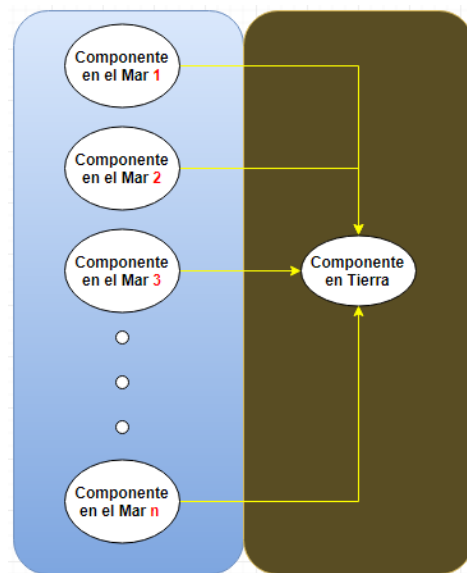 Componente
en el Mar 1
Componente
en el Mar 2
Componente
en el Mar 3
Componente
en Tierra
Componente
en el Mar n